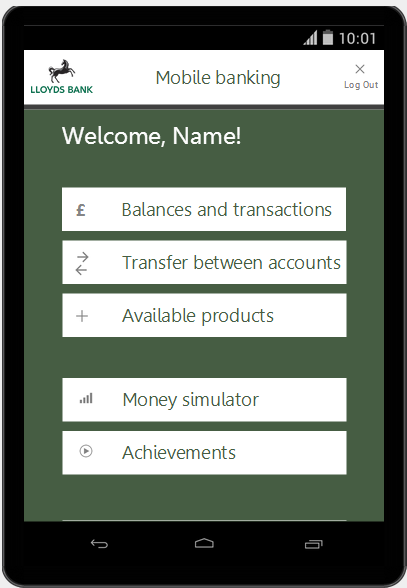 10:01
LLOYDS BANK
Mobile banking
Log Out
Welcome, Name!
£ Balances and transactions
Transfer between accounts
Available products
Money simulator
Achievements